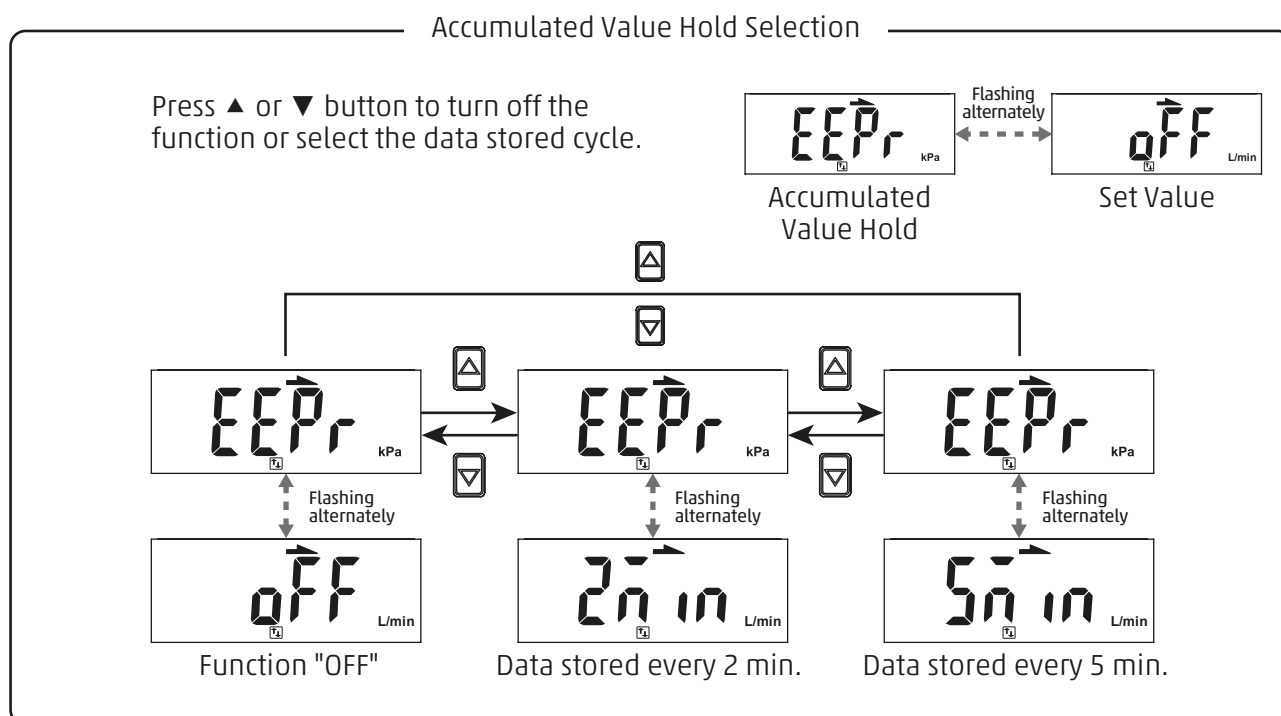 Accumulated Value Hold Selection
Press ▲ or ▼ button to turn off the
function or select the data stored cycle.
EEPr kPa
Flashing
alternately
oFF L/min
Accumulated
Value Hold
Set Value
EEPr kPa
EEPr kPa
EEPr kPa
Flashing
alternately
Flashing
alternately
Flashing
alternately
oFF L/min
2min L/min
5min L/min
Function "OFF"
Data stored every 2 min.
Data stored every 5 min.